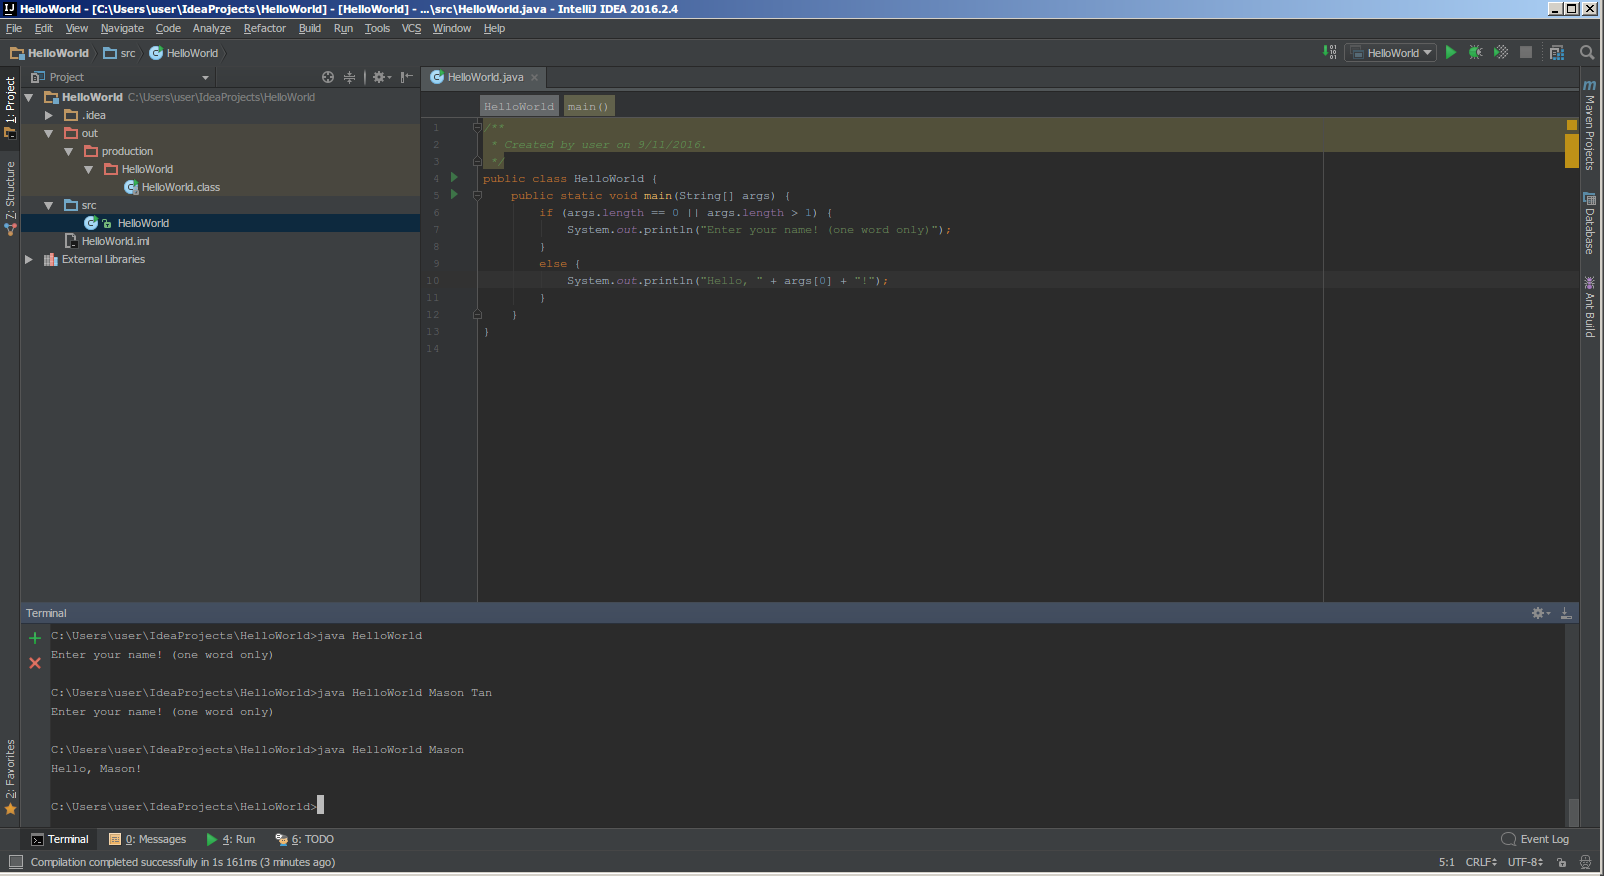 HelloWorld - [C:\Users\user\IdeaProjects\HelloWorld] - [HelloWorld] - ...\src\HelloWorld.java - IntelliJ IDEA 2016.2.4
File Edit View Navigate Code Analyze Refactor Build Run Tools VCS Window Help
HelloWorld src HelloWorld
HelloWorld
Project
HelloWorld.java
1: Project
Z: Structure
2: Favorites
HelloWorld C:\Users\user\IdeaProjects\HelloWorld
.idea
out
production
HelloWorld
HelloWorld.class
src
HelloWorld
HelloWorld.iml
External Libraries
HelloWorld main()
1 /**
2 * Created by user on 9/11/2016.
3 */
4 public class HelloWorld {
5 public static void main(String[] args) {
6 if (args.length == 0 || args.length > 1) {
7 System.out.println("Enter your name! (one word only)");
8 }
9 else {
10 System.out.println("Hello, " + args[0] + "!");
11 }
12 }
13 }
14
Maven Projects
Database
Ant Build
Terminal
C:\Users\user\IdeaProjects\HelloWorld>java HelloWorld
Enter your name! (one word only)
C:\Users\user\IdeaProjects\HelloWorld>java HelloWorld Mason Tan
Enter your name! (one word only)
C:\Users\user\IdeaProjects\HelloWorld>java HelloWorld Mason
Hello, Mason!
C:\Users\user\IdeaProjects\HelloWorld>
Terminal 0: Messages 4: Run 6: TODO Event Log
Compilation completed successfully in 1s 161ms (3 minutes ago) 5:1 CRLF UTF-8